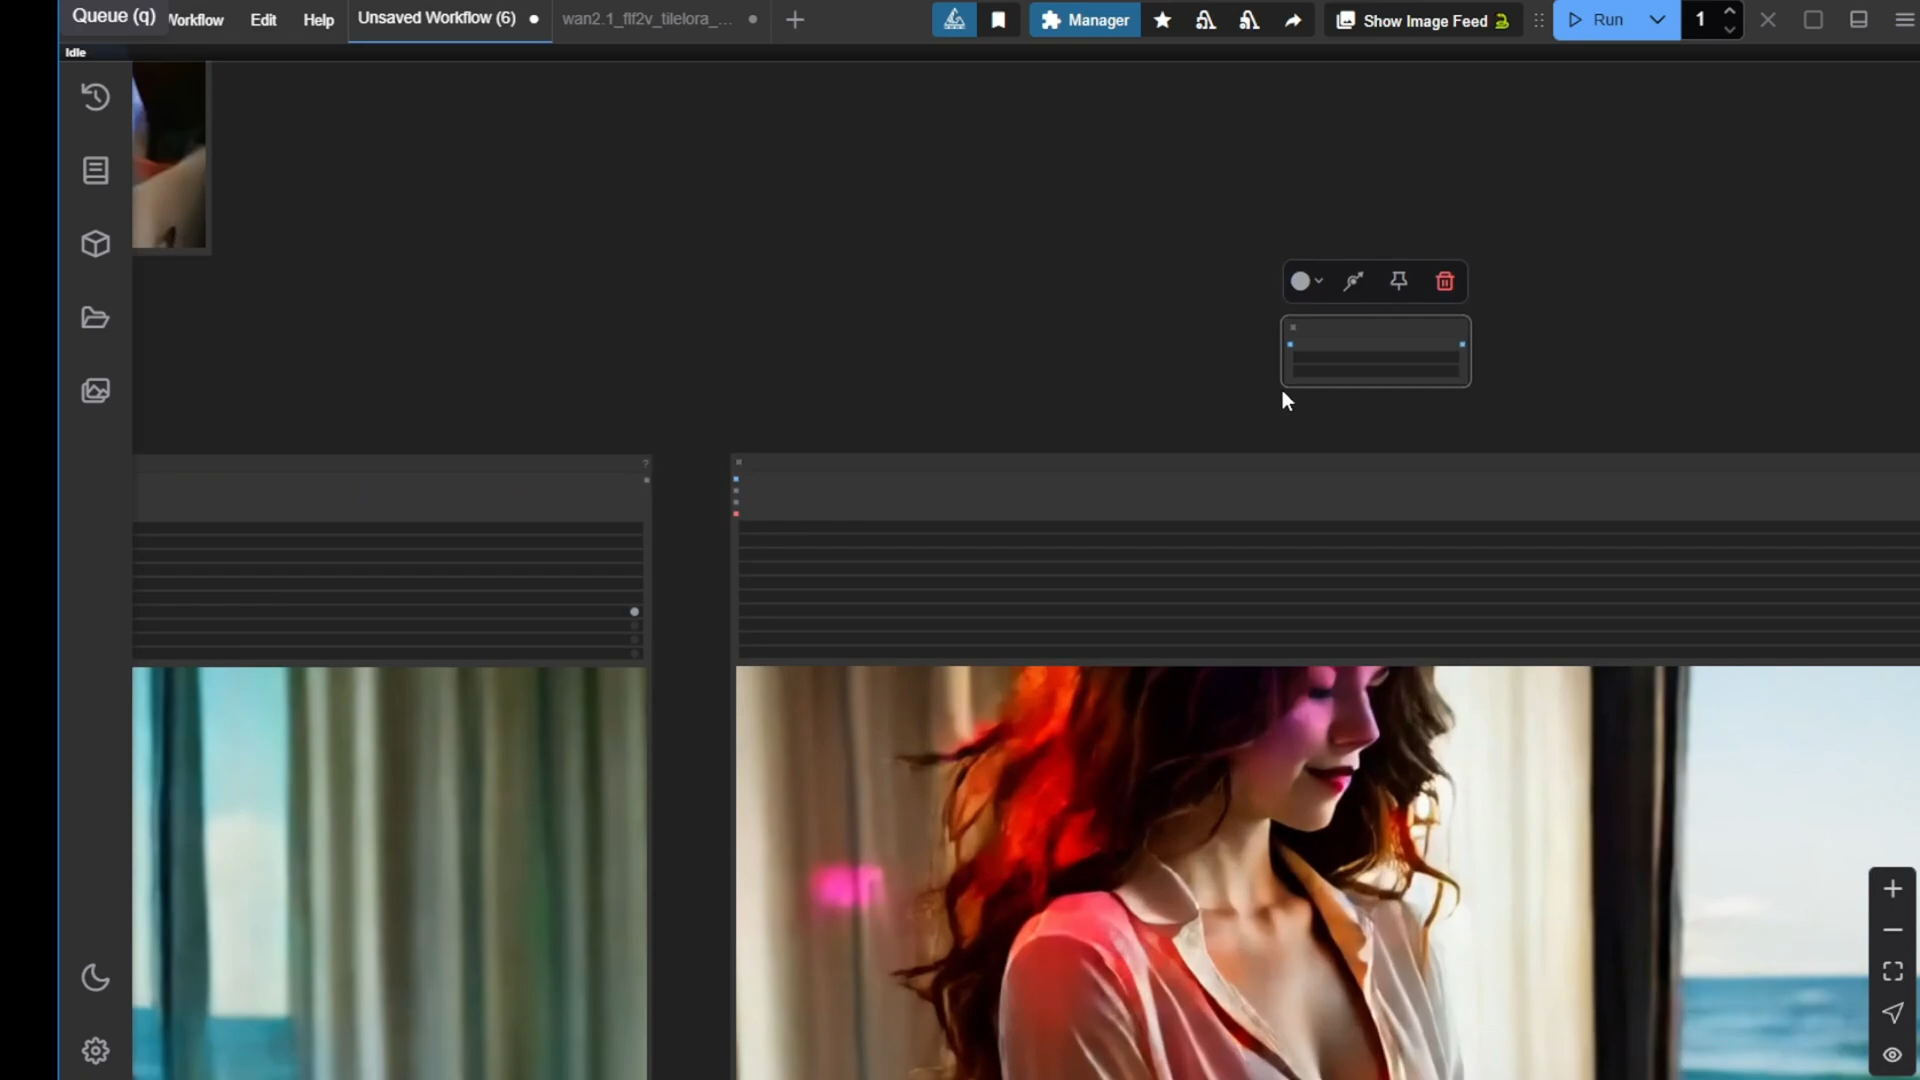 Queue (q)
Workflow
Edit
Help
Unsaved Workflow (6)
wan2.1_flf2v_tilelora_...
Manager
Show Image Feed
Run
1
Idle
?